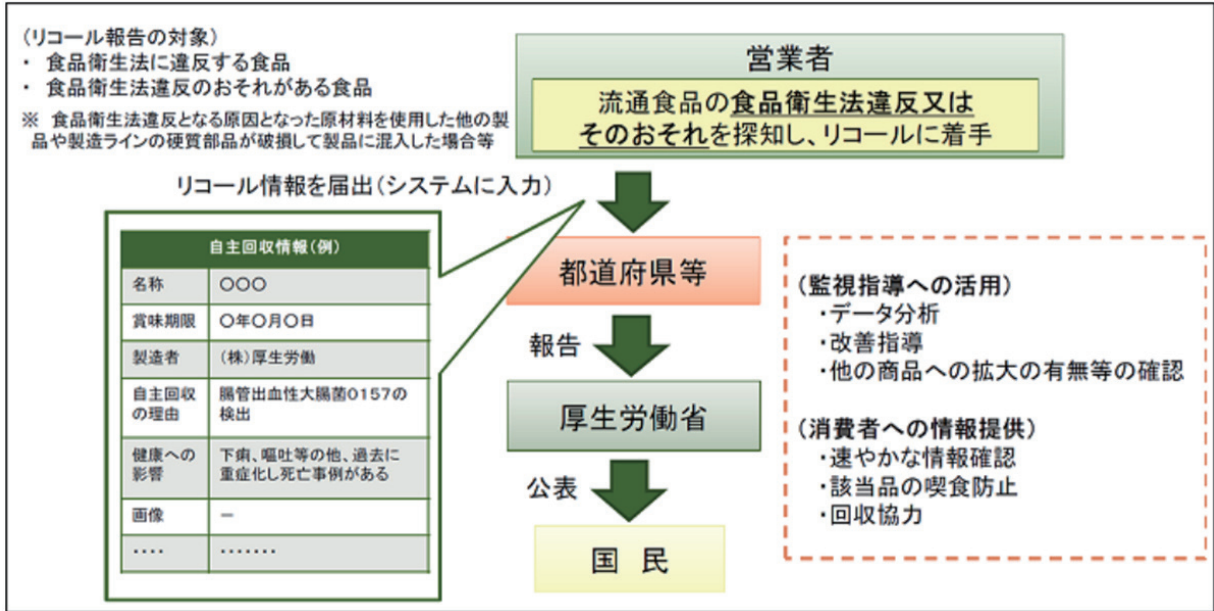 （リコール報告の対象）
・ 食品衛生法に違反する食品
・ 食品衛生法違反のおそれがある食品
※ 食品衛生法違反となる原因となった原材料を使用した他の製
品や製造ラインの硬質部品が破損して製品に混入した場合等
営業者
流通食品の食品衛生法違反又は
そのおそれを探知し、リコールに着手
リコール情報を届出（システムに入力）
自主回収情報（例）
名称 〇〇〇
賞味期限 〇年〇月〇日
製造者 （株）厚生労働
自主回収
の理由
腸管出血性大腸菌O157の
検出
健康への
影響
下痢、嘔吐等の他、過去に
重症化し死亡事例がある
画像 －
‥‥ ‥‥‥‥
都道府県等
報告
厚生労働省
公表
国 民
（監視指導への活用）
・データ分析
・改善指導
・他の商品への拡大の有無等の確認
（消費者への情報提供）
・速やかな情報確認
・該当品の喫食防止
・回収協力